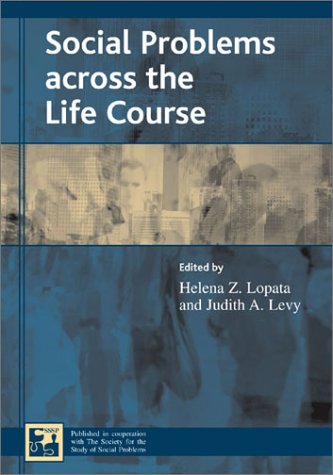 Social Problems
across the
Life Course
Edited by
Helena Z. Lopata
and Judith A. Levy
SSSP
Published in cooperation
with The Society for the
Study of Social Problems